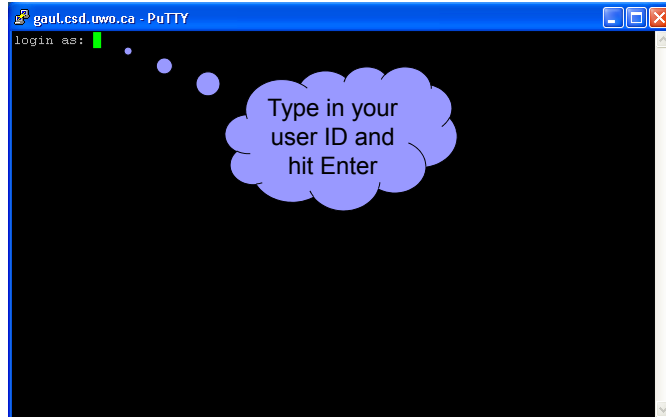 gaul.csd.uwo.ca - PuTTY
login as:
Type in your
user ID and
hit Enter